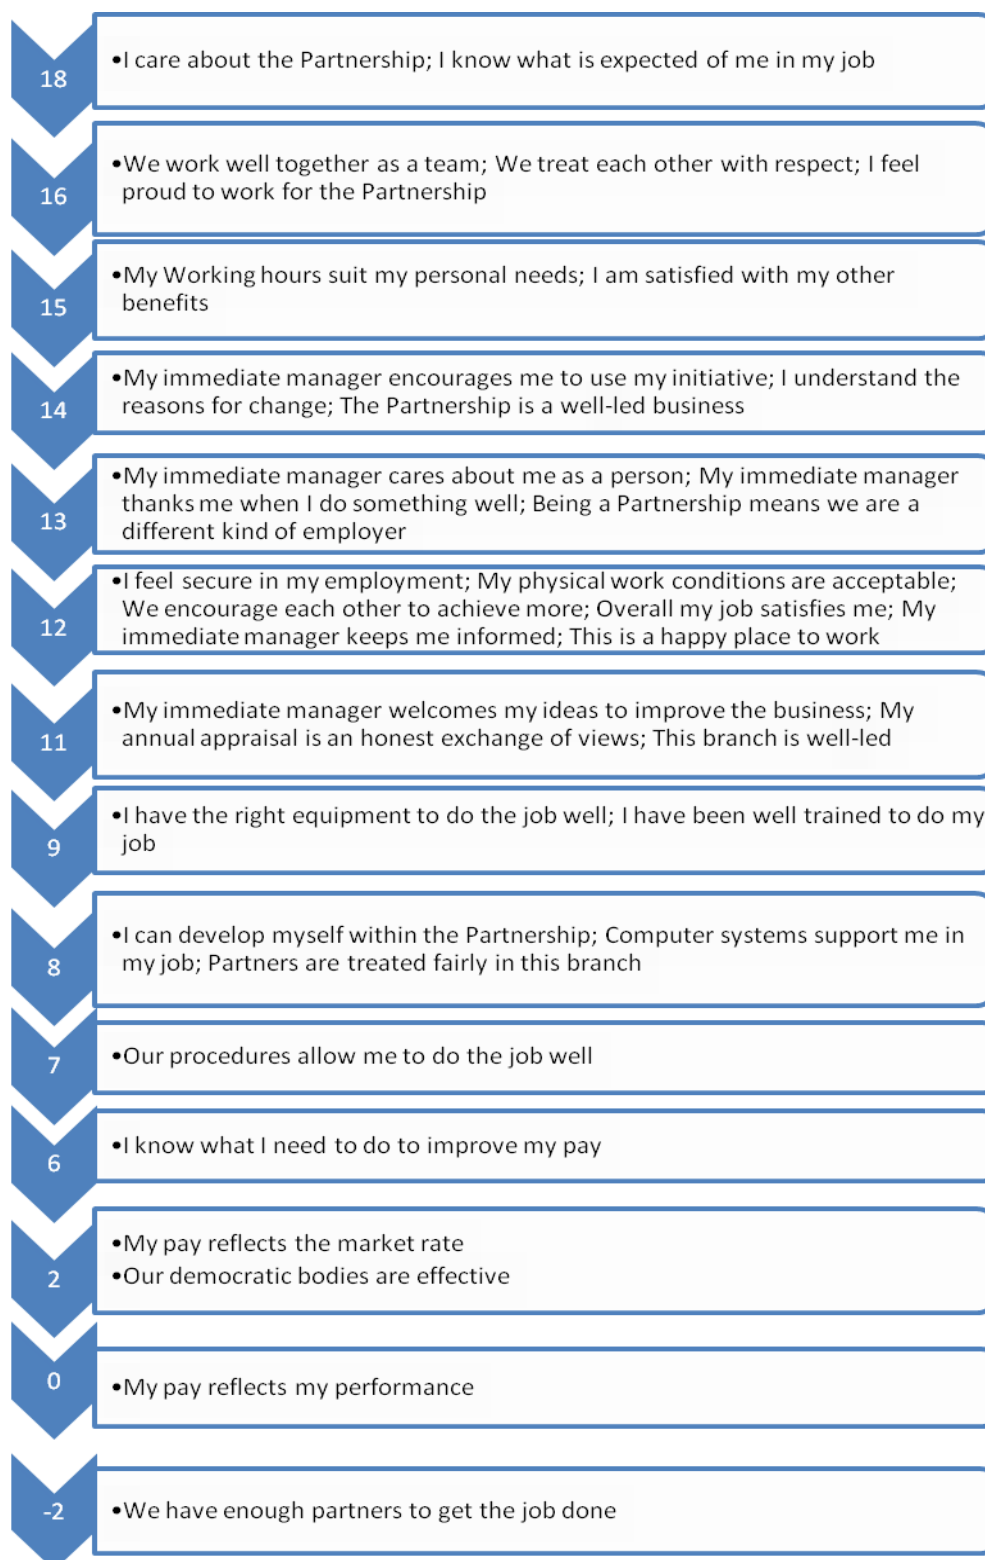 18
•I care about the Partnership; I know what is expected of me in my job
16
•We work well together as a team; We treat each other with respect; I feel
proud to work for the Partnership
15
•My Working hours suit my personal needs; I am satisfied with my other
benefits
14
•My immediate manager encourages me to use my initiative; I understand the
reasons for change; The Partnership is a well-led business
13
•My immediate manager cares about me as a person; My immediate manager
thanks me when I do something well; Being a Partnership means we are a
different kind of employer
12
•I feel secure in my employment; My physical work conditions are acceptable;
We encourage each other to achieve more; Overall my job satisfies me; My
immediate manager keeps me informed; This is a happy place to work
11
•My immediate manager welcomes my ideas to improve the business; My
annual appraisal is an honest exchange of views; This branch is well-led
9
•I have the right equipment to do the job well; I have been well trained to do my
job
8
•I can develop myself within the Partnership; Computer systems support me in
my job; Partners are treated fairly in this branch
7
•Our procedures allow me to do the job well
6
•I know what I need to do to improve my pay
2
•My pay reflects the market rate
•Our democratic bodies are effective
0
•My pay reflects my performance
-2
•We have enough partners to get the job done